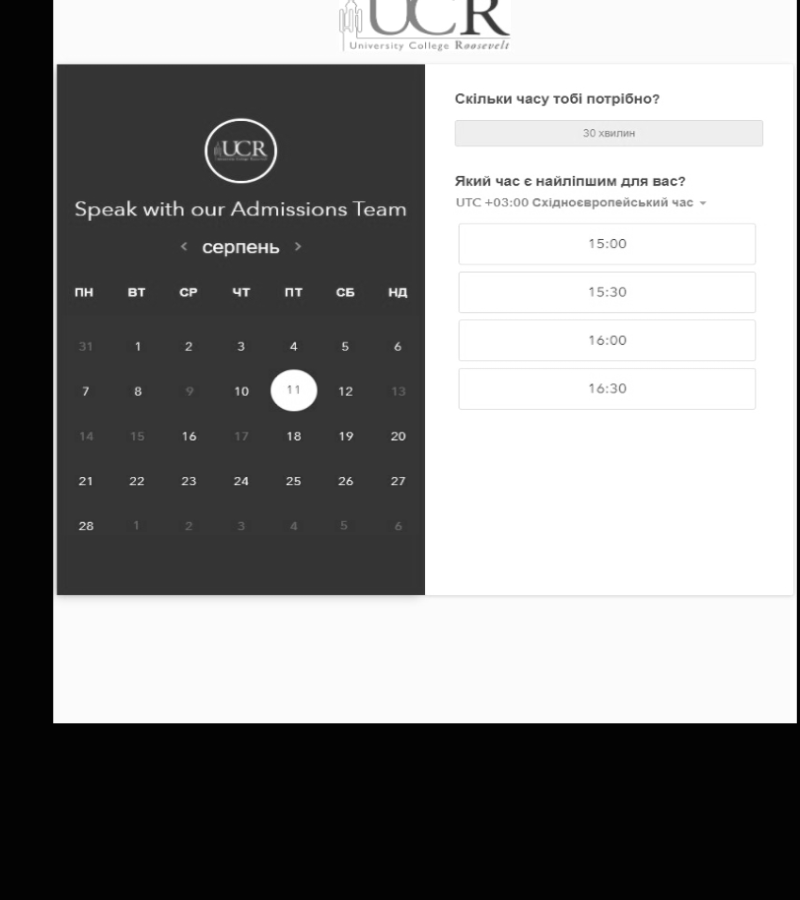 UCR
University College Roosevelt
UCR
Speak with our Admissions Team
< серпень >
ПН ВТ СР ЧТ ПТ СБ НД
31 1 2 3 4 5 6
7 8 9 10 11 12 13
14 15 16 17 18 19 20
21 22 23 24 25 26 27
28 1 2 3 4 5 6
Скільки часу тобі потрібно?
30 хвилин
Який час є найліпшим для вас?
UTC +03:00 Східноєвропейський час
15:00
15:30
16:00
16:30